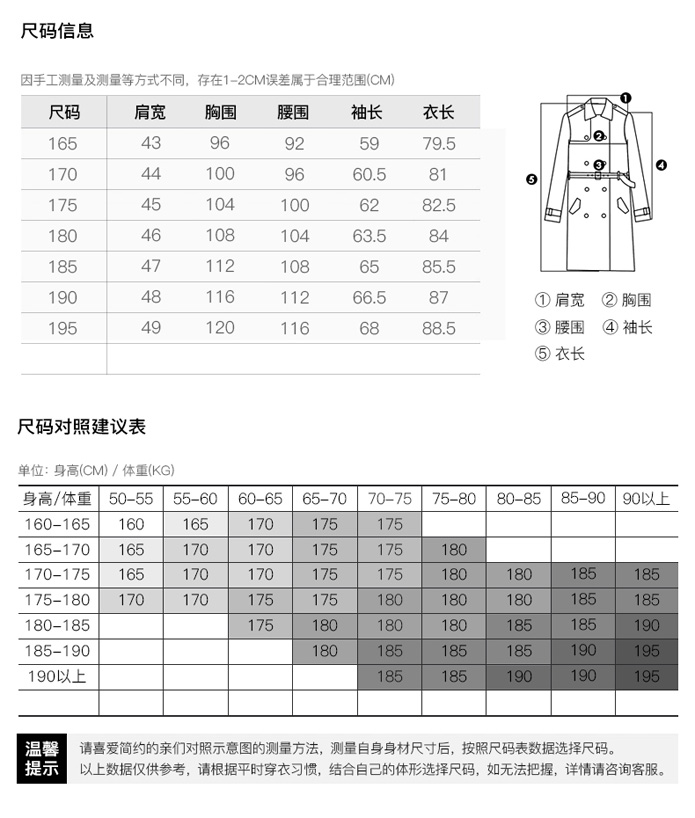 尺码信息
因手工测量及测量等方式不同，存在1-2CM误差属于合理范围(CM)
尺码 肩宽 胸围 腰围 袖长 衣长
165 43 96 92 59 79.5
170 44 100 96 60.5 81
175 45 104 100 62 82.5
180 46 108 104 63.5 84
185 47 112 108 65 85.5
190 48 116 112 66.5 87
195 49 120 116 68 88.5
1
2
3
4
5
① 肩宽 ② 胸围
③ 腰围 ④ 袖长
⑤ 衣长
尺码对照建议表
单位: 身高(CM) / 体重(KG)
身高/体重 50-55 55-60 60-65 65-70 70-75 75-80 80-85 85-90 90以上
160-165 160 165 170 175 175
165-170 165 170 170 175 175 180
170-175 165 170 170 175 175 180 180 185 185
175-180 170 170 175 175 180 180 180 185 185
180-185 175 180 180 180 185 185 190
185-190 180 185 185 185 190 195
190以上 185 185 190 190 195
温馨提示
请喜爱简约的亲们对照示意图的测量方法，测量自身身材尺寸后，按照尺码表数据选择尺码。
以上数据仅供参考，请根据平时穿衣习惯，结合自己的体形选择尺码，如无法把握，详情请咨询客服。